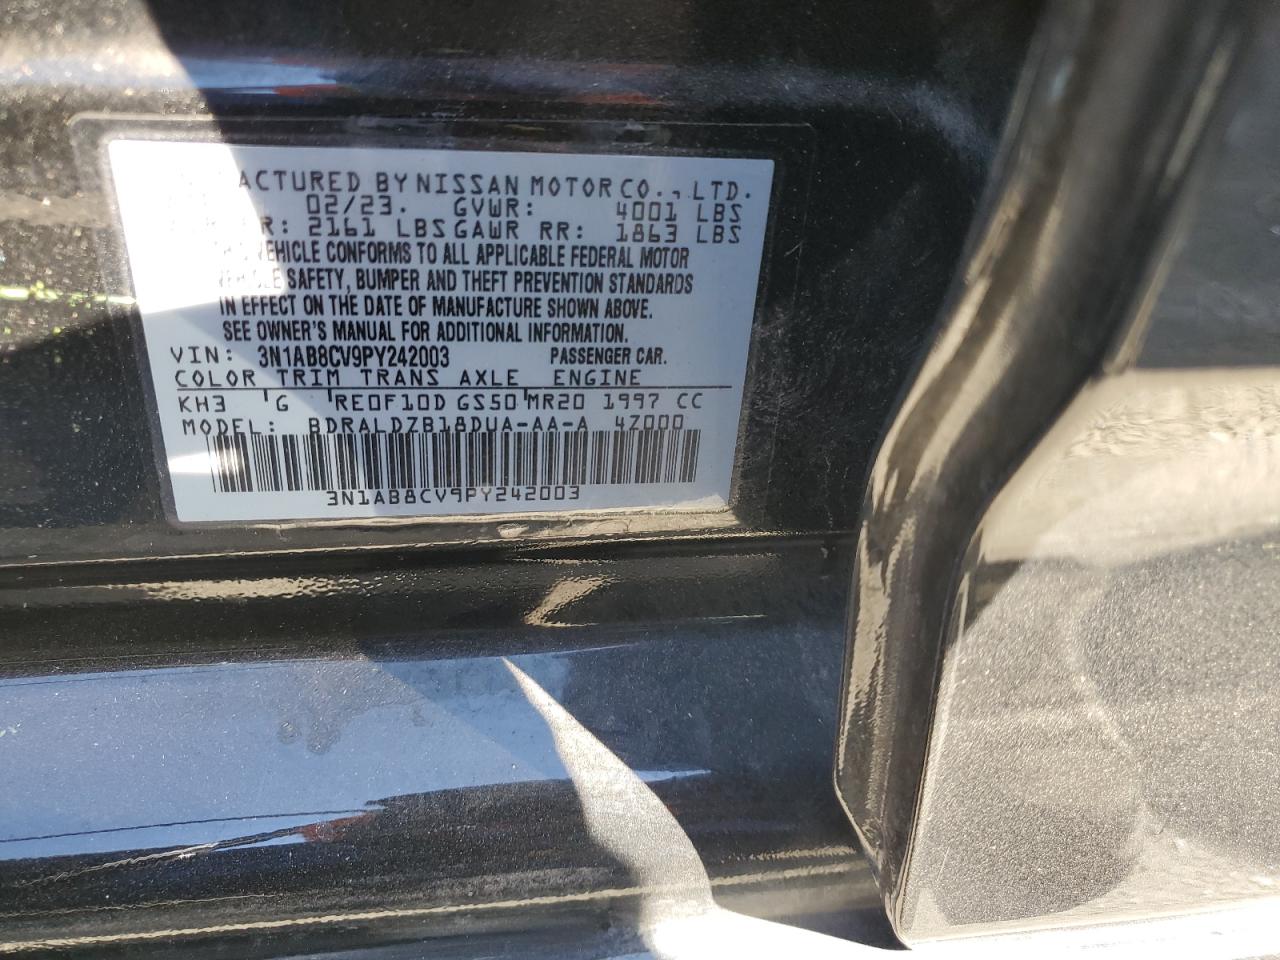 ACTURED BY NISSAN MOTOR CO., LTD.
02/23. GVWR: 4001 LBS
R: 2161 LBS GAWR RR: 1863 LBS
VEHICLE CONFORMS TO ALL APPLICABLE FEDERAL MOTOR
VEHICLE SAFETY, BUMPER AND THEFT PREVENTION STANDARDS
IN EFFECT ON THE DATE OF MANUFACTURE SHOWN ABOVE.
SEE OWNER'S MANUAL FOR ADDITIONAL INFORMATION.
VIN: 3N1AB8CV9PY242003 PASSENGER CAR.
COLOR TRIM TRANS AXLE ENGINE
KH3 G RE0F10D GS50 MR20 1997 CC
MODEL: BDRALDZB18DUA-AA-A 4Z000
3N1AB8CV9PY242003